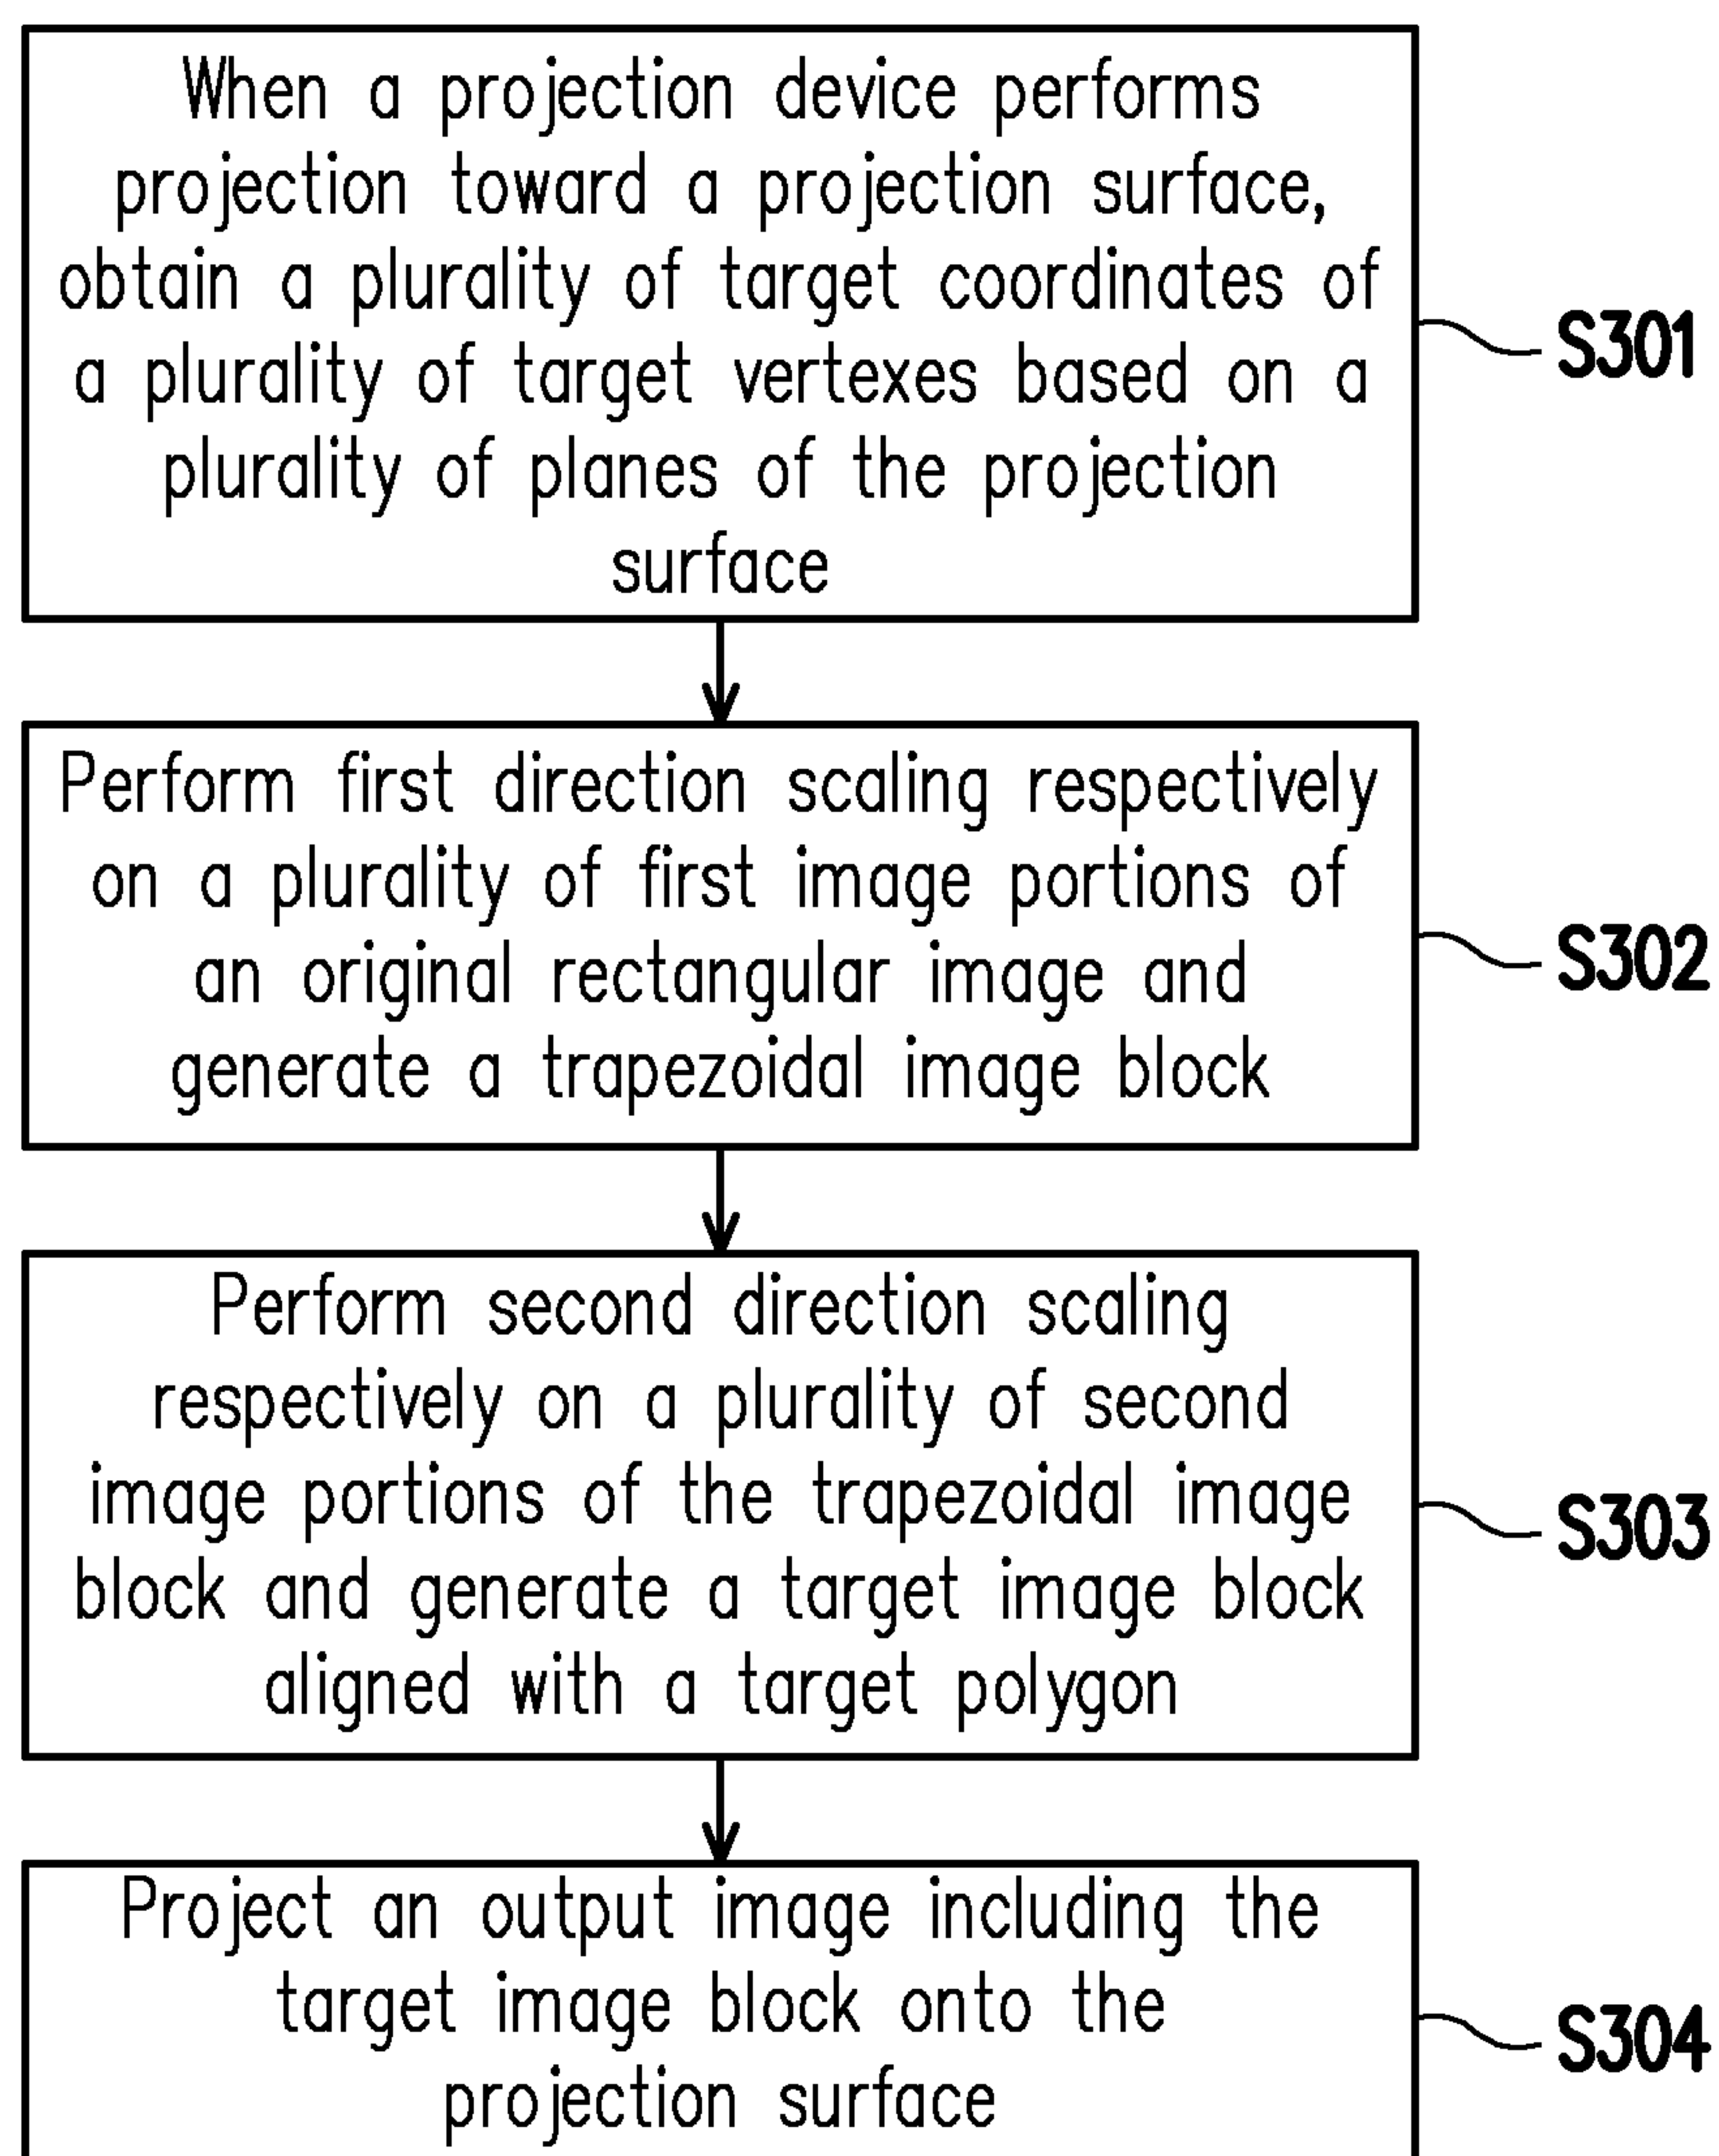 When a projection device performs
projection toward a projection surface,
obtain a plurality of target coordinates of
a plurality of target vertexes based on a
plurality of planes of the projection
surface
S301
Perform first direction scaling respectively
on a plurality of first image portions of
an original rectangular image and
generate a trapezoidal image block
S302
Perform second direction scaling
respectively on a plurality of second
image portions of the trapezoidal image
block and generate a target image block
aligned with a target polygon
S303
Project an output image including the
target image block onto the
projection surface
S304